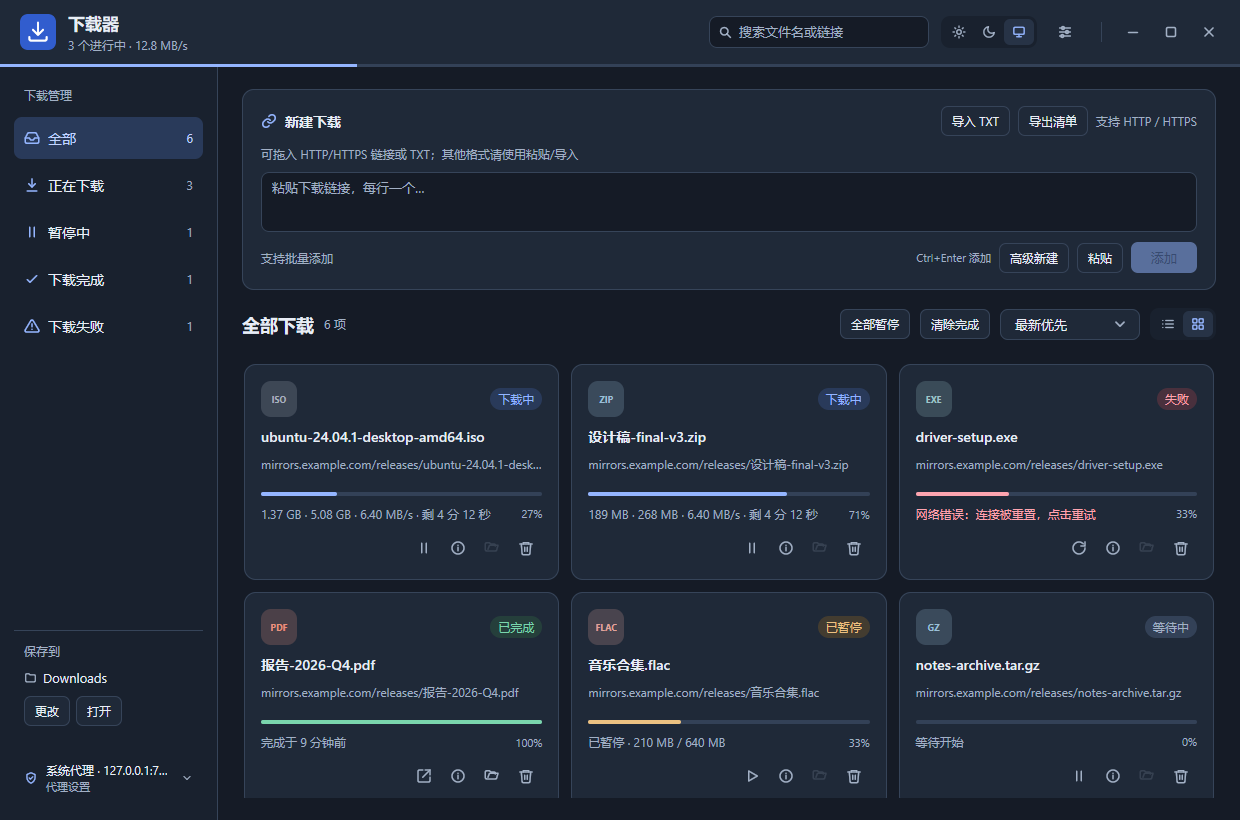 下载器
3 个进行中 · 12.8 MB/s
搜索文件名或链接
下载管理
全部 6
正在下载 3
暂停中 1
下载完成 1
下载失败 1
保存到
Downloads
更改 打开
系统代理 · 127.0.0.1:7...
代理设置
新建下载
导入 TXT 导出清单 支持 HTTP / HTTPS
可拖入 HTTP/HTTPS 链接或 TXT；其他格式请使用粘贴/导入
粘贴下载链接，每行一个...
支持批量添加
Ctrl+Enter 添加 高级新建 粘贴 添加
全部下载 6 项
全部暂停 清除完成 最新优先
ISO 下载中
ubuntu-24.04.1-desktop-amd64.iso
mirrors.example.com/releases/ubuntu-24.04.1-desk...
1.37 GB · 5.08 GB · 6.40 MB/s · 剩 4 分 12 秒 27%
ZIP 下载中
设计稿-final-v3.zip
mirrors.example.com/releases/设计稿-final-v3.zip
189 MB · 268 MB · 6.40 MB/s · 剩 4 分 12 秒 71%
EXE 失败
driver-setup.exe
mirrors.example.com/releases/driver-setup.exe
网络错误：连接被重置，点击重试 33%
PDF 已完成
报告-2026-Q4.pdf
mirrors.example.com/releases/报告-2026-Q4.pdf
完成于 9 分钟前 100%
FLAC 已暂停
音乐合集.flac
mirrors.example.com/releases/音乐合集.flac
已暂停 · 210 MB / 640 MB 33%
GZ 等待中
notes-archive.tar.gz
mirrors.example.com/releases/notes-archive.tar.gz
等待开始 0%